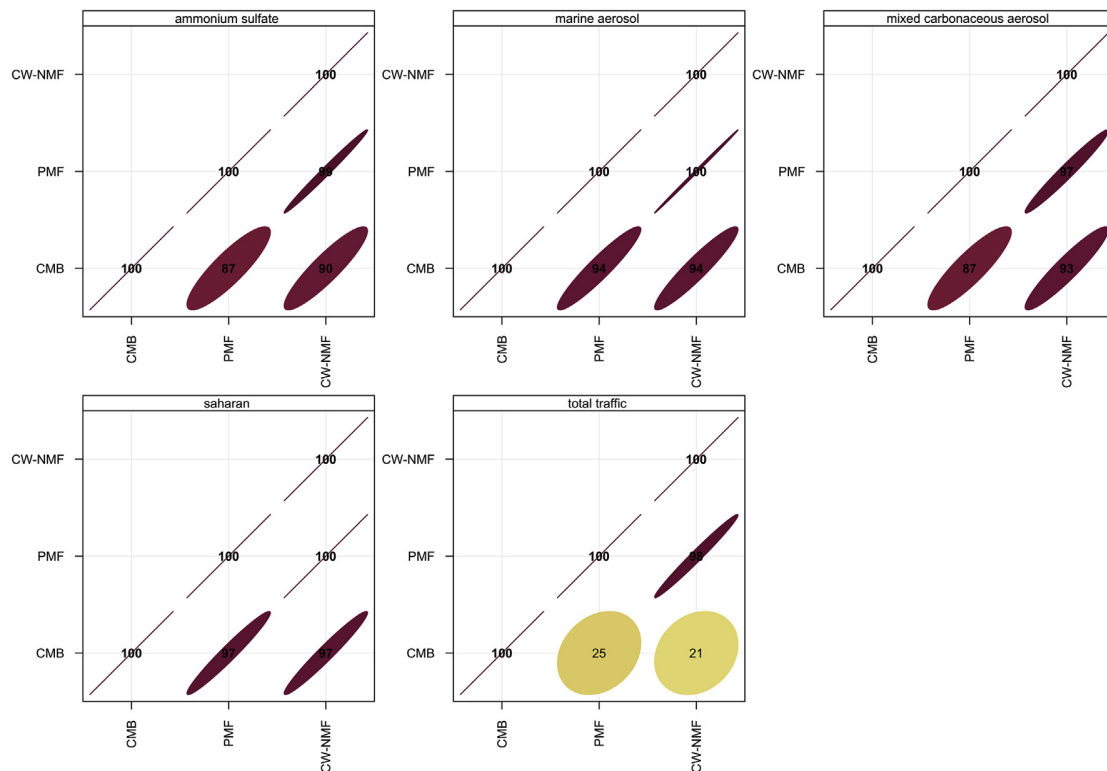 ammonium sulfate
CW-NMF
100
PMF
100 99
CMB
100 87 90
CMB
PMF
CW-NMF
marine aerosol
CW-NMF
100
PMF
100 100
CMB
100 94 94
CMB
PMF
CW-NMF
mixed carbonaceous aerosol
CW-NMF
100
PMF
100 97
CMB
100 87 93
CMB
PMF
CW-NMF
saharan
CW-NMF
100
PMF
100 100
CMB
100 97 97
CMB
PMF
CW-NMF
total traffic
CW-NMF
100
PMF
100 98
CMB
100 25 21
CMB
PMF
CW-NMF